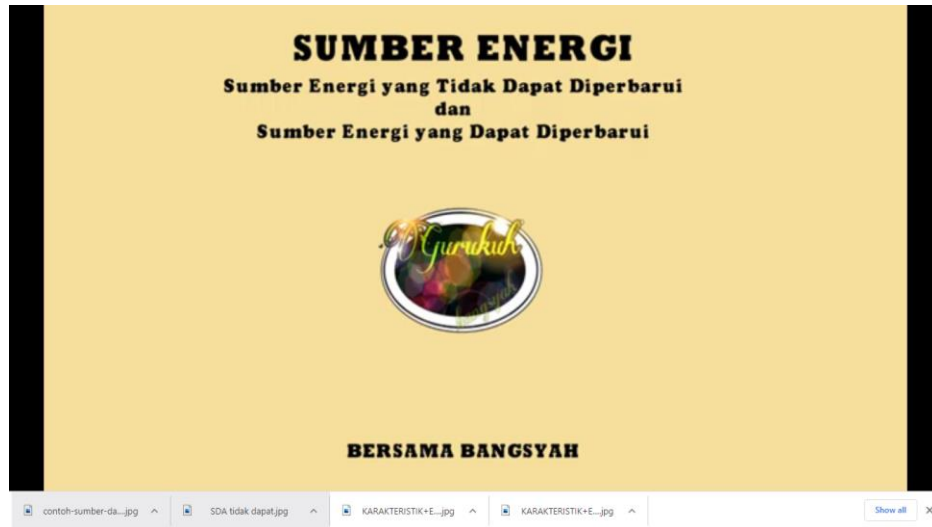 SUMBER ENERGI
Sumber Energi yang Tidak Dapat Diperbarui
dan
Sumber Energi yang Dapat Diperbarui
Gurukuh
Bangsyah
BERSAMA BANGSYAH
contoh-sumber-da....jpg
SDA tidak dapat.jpg
KARAKTERISTIK+E....jpg
KARAKTERISTIK+E....jpg
Show all